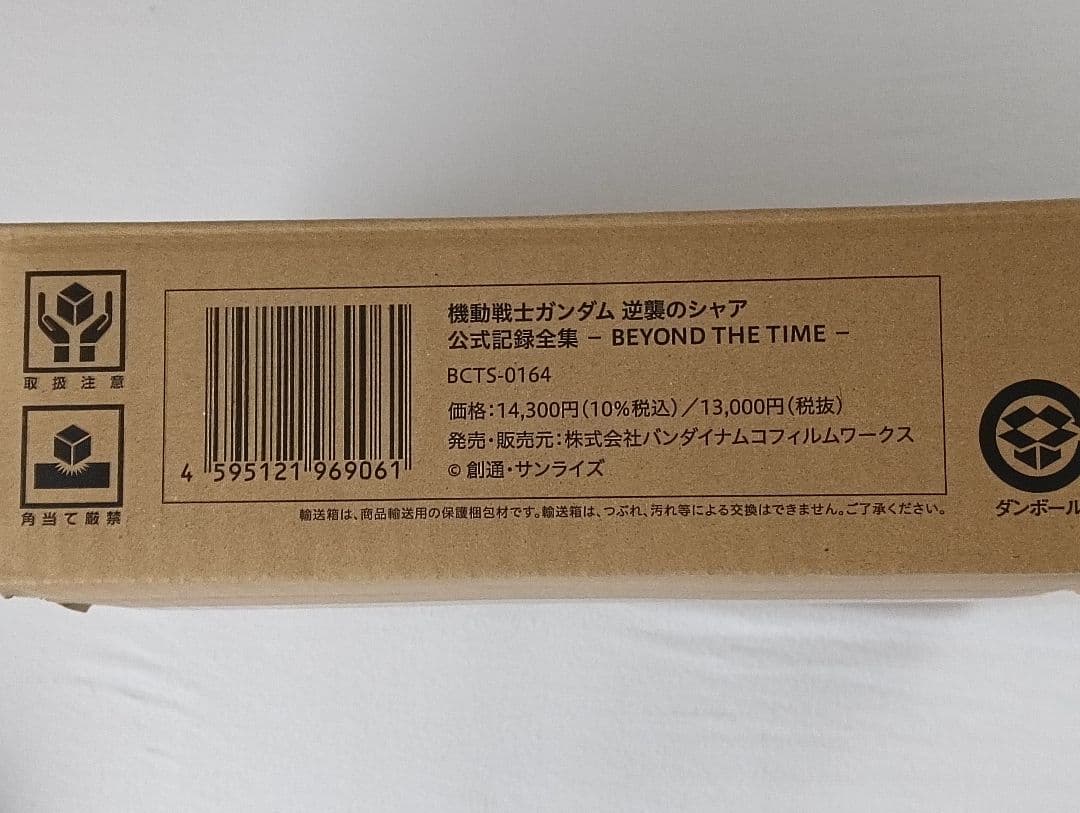 取扱注意
角当て厳禁
4 595121 969061
機動戦士ガンダム 逆襲のシャア
公式記録全集 − BEYOND THE TIME −
BCTS-0164
価格：14,300円（10%税込）／13,000円（税抜）
発売・販売元：株式会社バンダイナムコフィルムワークス
© 創通・サンライズ
輸送箱は、商品輸送用の保護梱包材です。輸送箱は、つぶれ、汚れ等による交換はできません。ご了承ください。
ダンボール